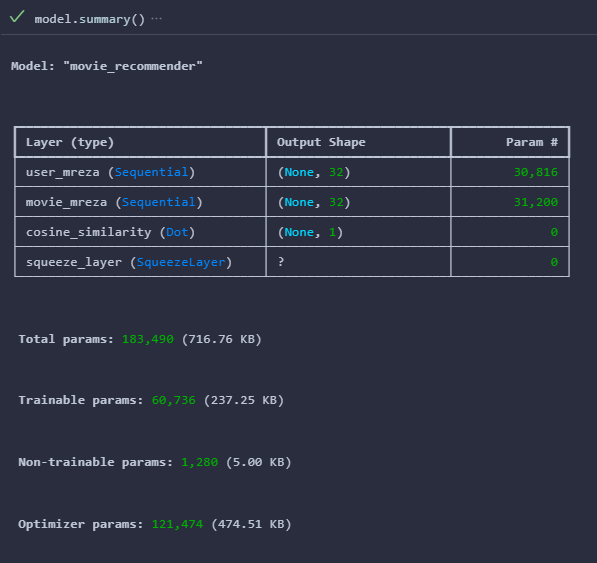 model.summary() ...
Model: "movie_recommender"
Layer (type) Output Shape Param #
user_mreza (Sequential) (None, 32) 30,816
movie_mreza (Sequential) (None, 32) 31,200
cosine_similarity (Dot) (None, 1) 0
squeeze_layer (SqueezeLayer) ? 0
Total params: 183,490 (716.76 KB)
Trainable params: 60,736 (237.25 KB)
Non-trainable params: 1,280 (5.00 KB)
Optimizer params: 121,474 (474.51 KB)